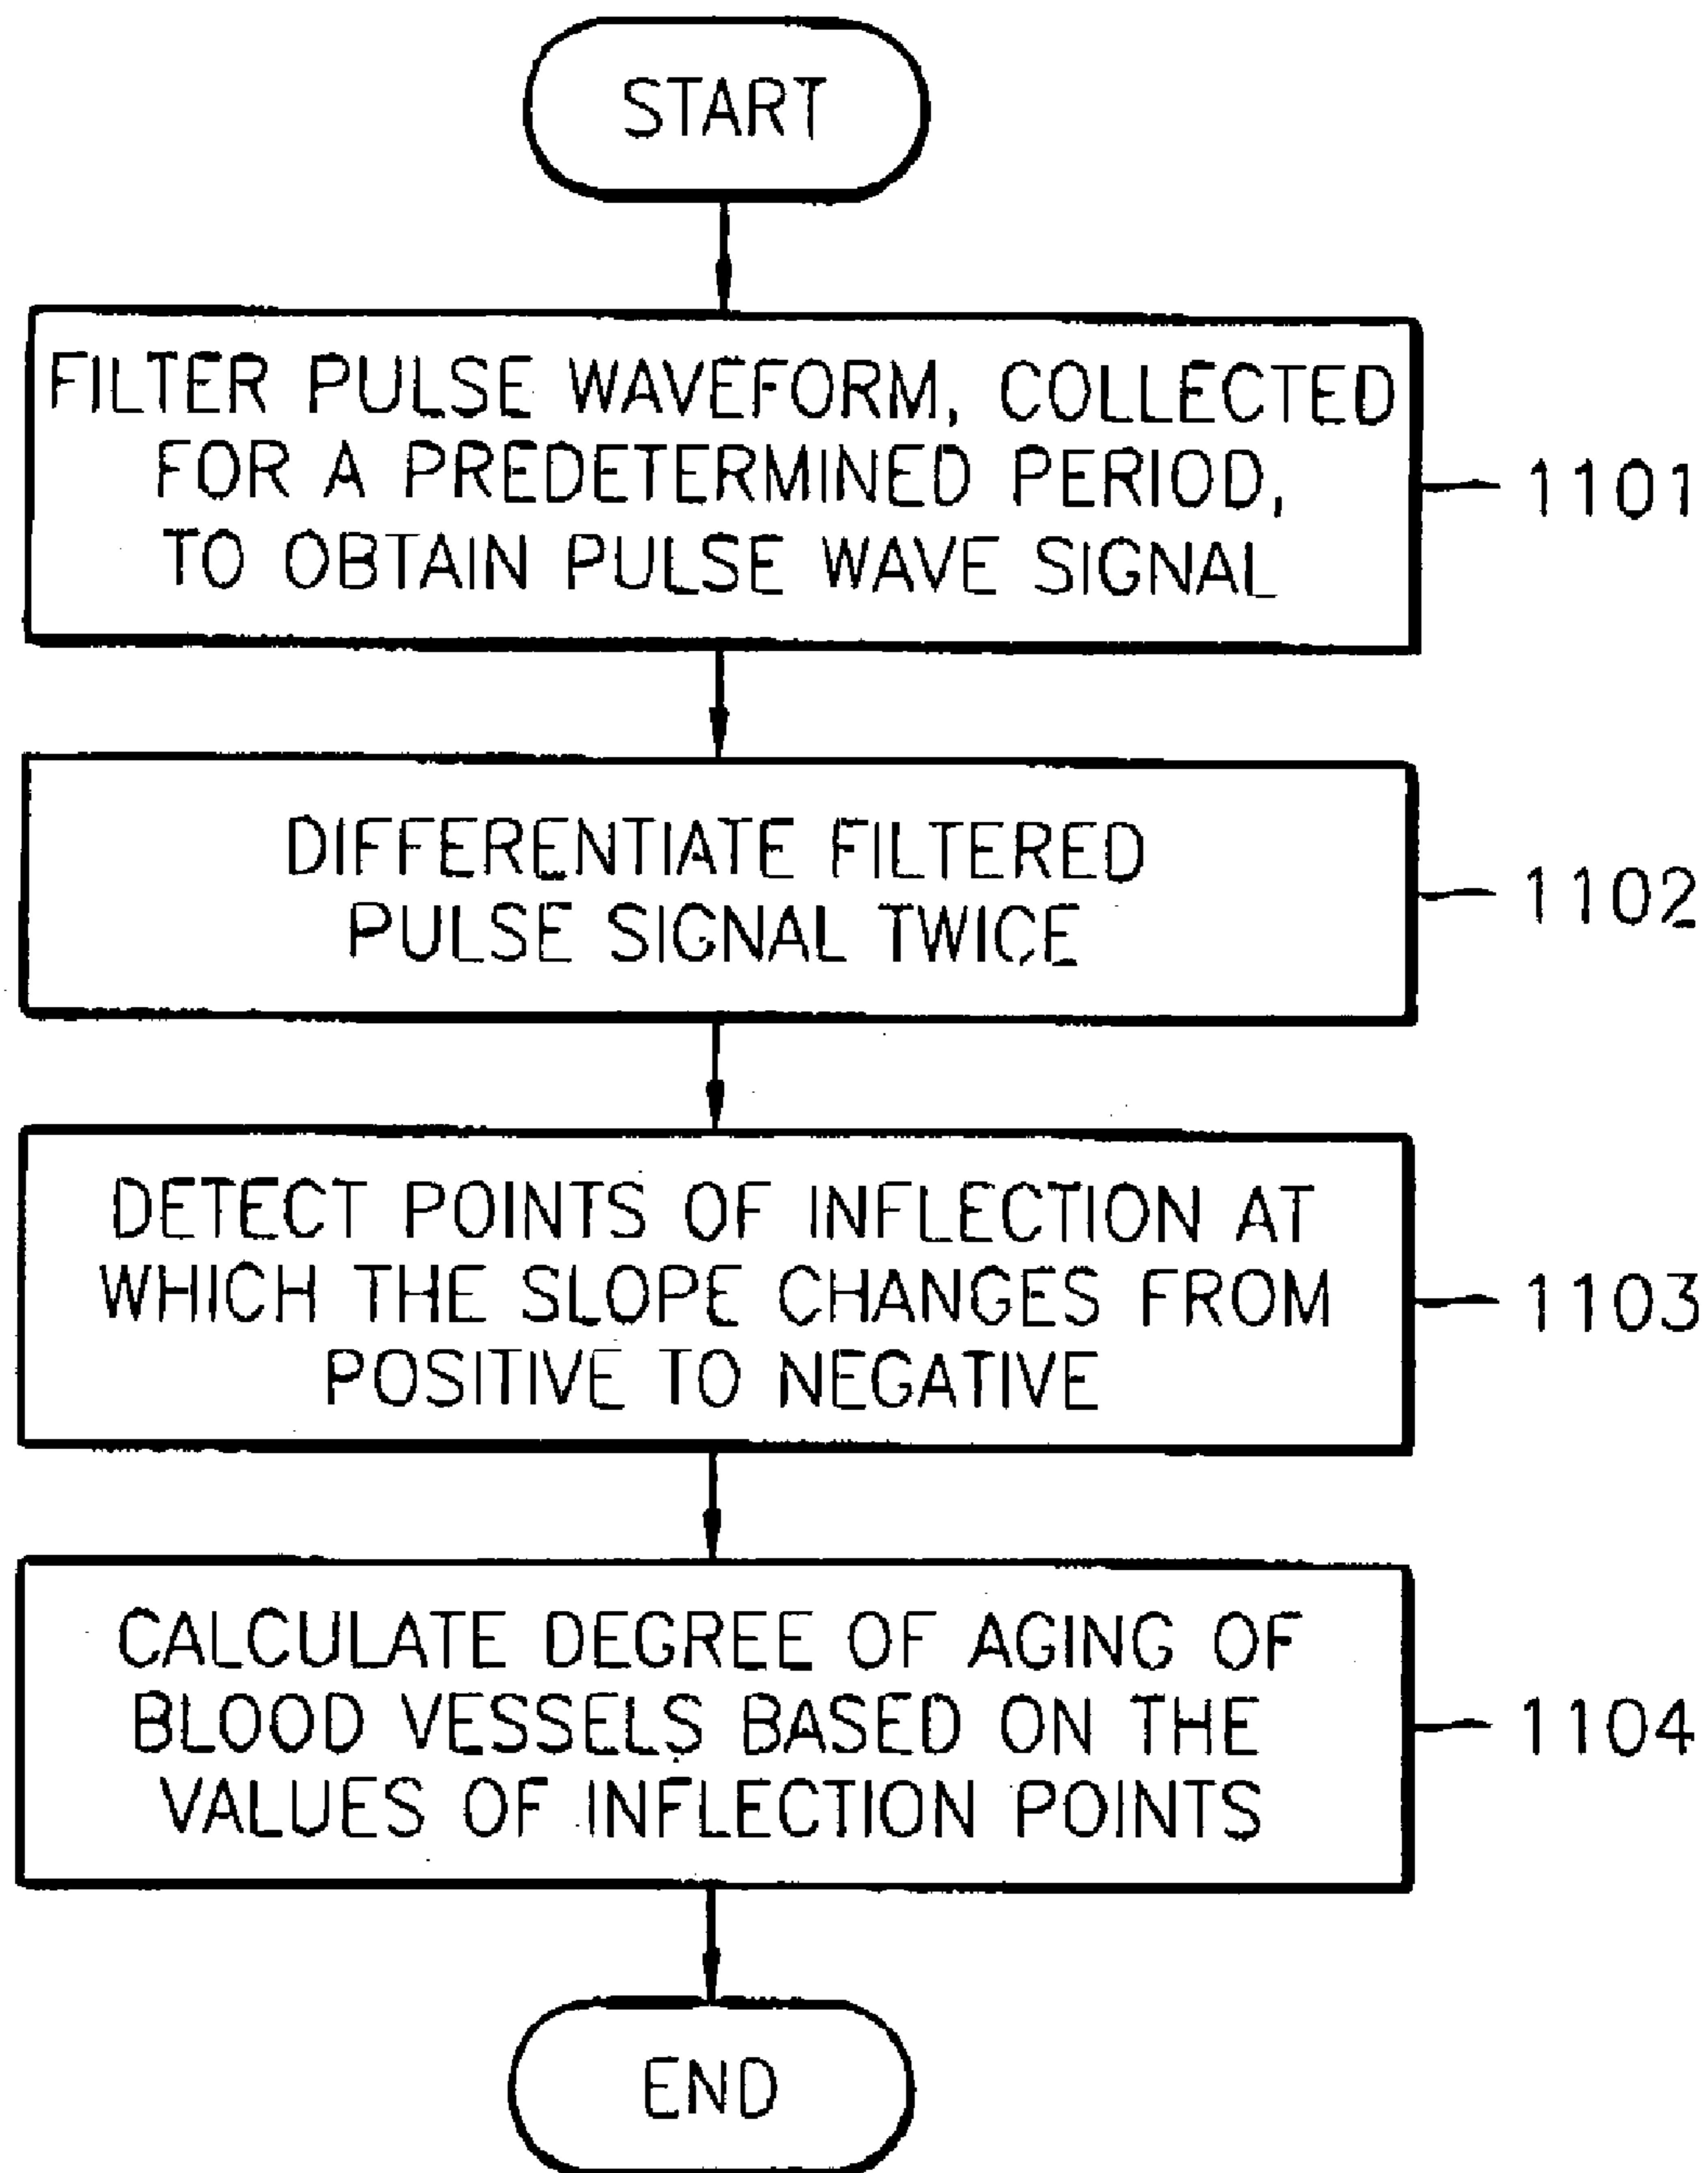 START
FILTER PULSE WAVEFORM, COLLECTED
FOR A PREDETERMINED PERIOD,
TO OBTAIN PULSE WAVE SIGNAL
1101
DIFFERENTIATE FILTERED
PULSE SIGNAL TWICE
1102
DETECT POINTS OF INFLECTION AT
WHICH THE SLOPE CHANGES FROM
POSITIVE TO NEGATIVE
1103
CALCULATE DEGREE OF AGING OF
BLOOD VESSELS BASED ON THE
VALUES OF INFLECTION POINTS
1104
END